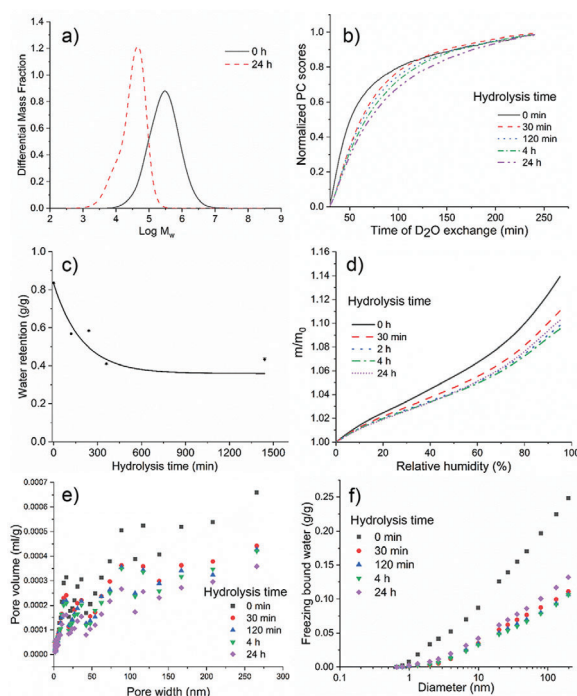 a)
0 h
24 h
Differential Mass Fraction
1.2
1.0
0.8
0.6
0.4
0.2
0.0
2 3 4 5 6 7 8 9
Log Mw
b)
Normalized PC scores
1.0
0.8
0.6
0.4
0.2
0.0
Hydrolysis time
0 min
30 min
120 min
4 h
24 h
50 100 150 200 250
Time of D2O exchange (min)
c)
Water retention (g/g)
1.0
0.8
0.6
0.4
0.2
0.0
0 300 600 900 1200 1500
Hydrolysis time (min)
d)
m/m0
1.16
1.14
1.12
1.10
1.08
1.06
1.04
1.02
1.00
Hydrolysis time
0 h
30 min
2 h
4 h
24 h
0 20 40 60 80 100
Relative humidity (%)
e)
Pore volume (ml/g)
0.0007
0.0006
0.0005
0.0004
0.0003
0.0002
0.0001
0.0000
Hydrolysis time
0 min
30 min
120 min
4 h
24 h
0 50 100 150 200 250 300
Pore width (nm)
f)
Freezing bound water (g/g)
0.25
0.20
0.15
0.10
0.05
0.00
Hydrolysis time
0 min
30 min
120 min
4 h
24 h
0.1 1 10 100
Diameter (nm)